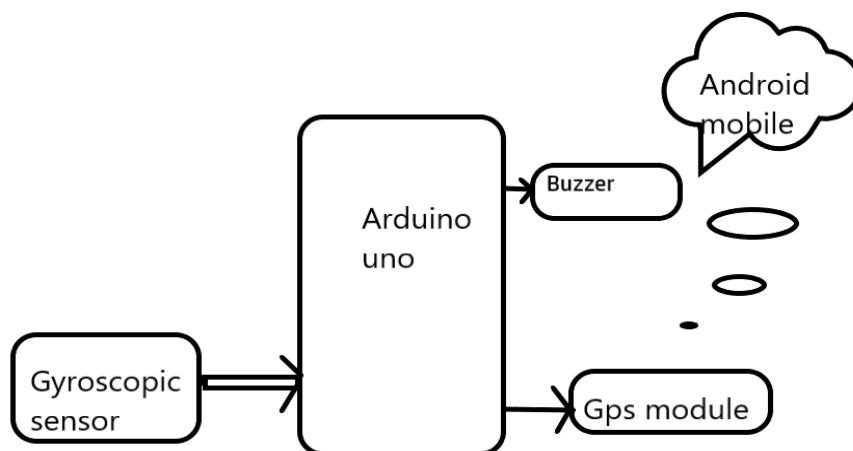 Android
mobile
Buzzer
Arduino
uno
Gyroscopic
sensor
Gps module